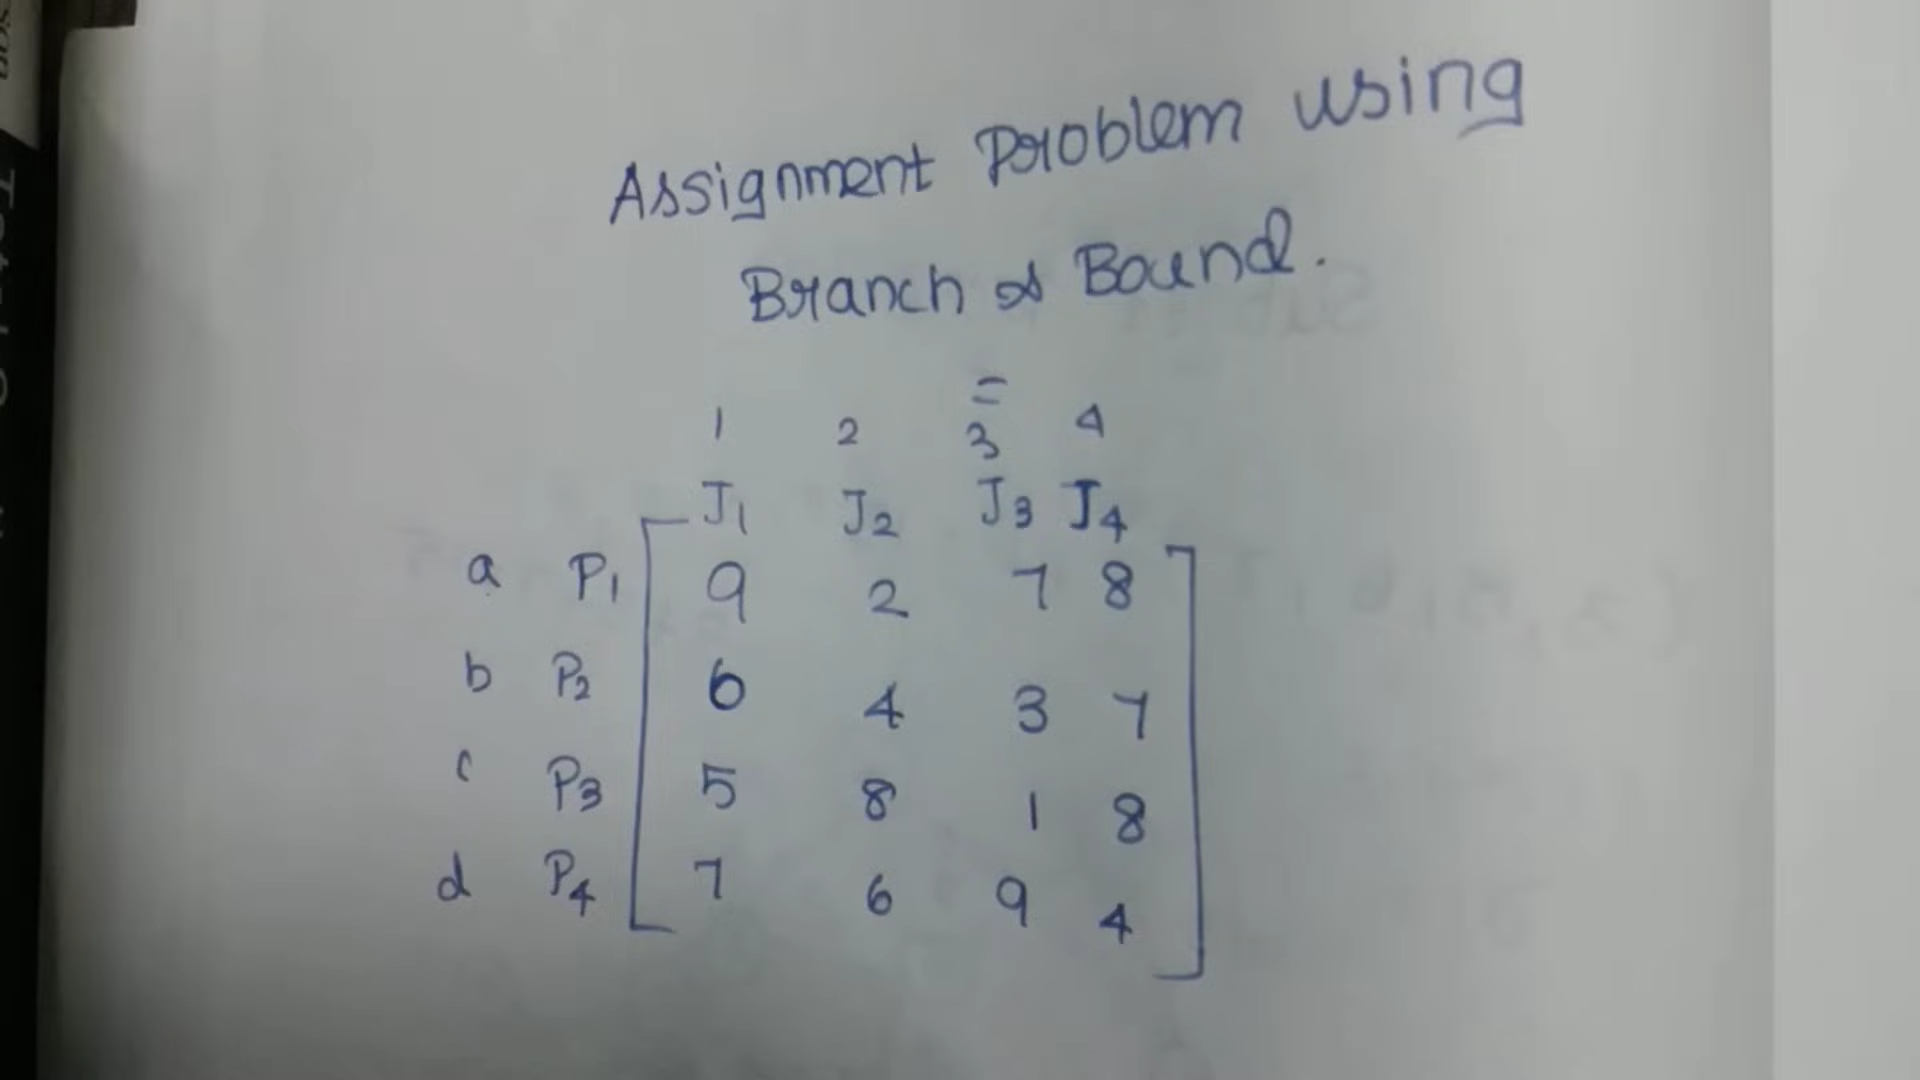 Assignment Problem using
Branch & Bound.
1 2 3 4
J1 J2 J3 J4
a P1 9 2 7 8
b P2 6 4 3 7
c P3 5 8 1 8
d P4 7 6 9 4